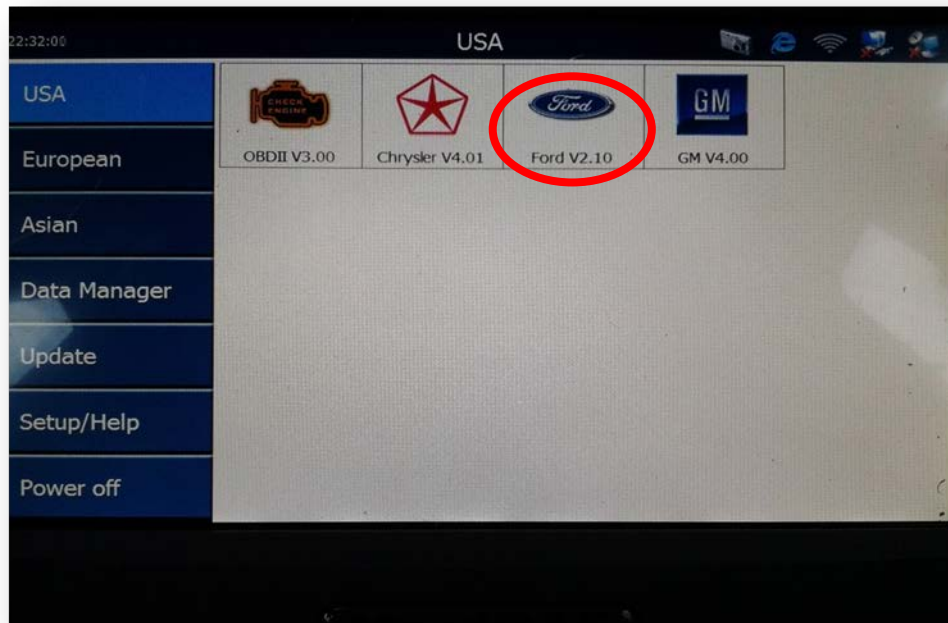 22:32:00
USA
USA
European
Asian
Data Manager
Update
Setup/Help
Power off
CHECK
ENGINE
OBDII V3.00
Chrysler V4.01
Ford
Ford V2.10
GM
GM V4.00